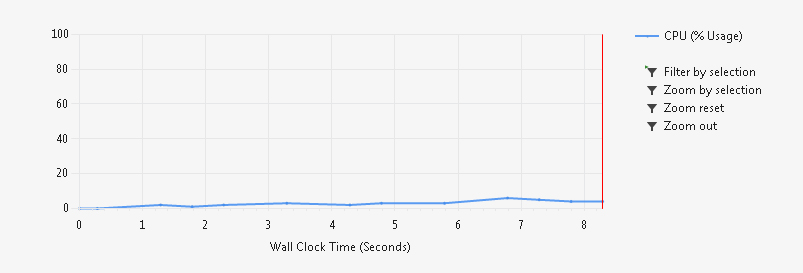 100
80
60
40
20
0
0 1 2 3 4 5 6 7 8
Wall Clock Time (Seconds)
CPU (% Usage)
Filter by selection
Zoom by selection
Zoom reset
Zoom out